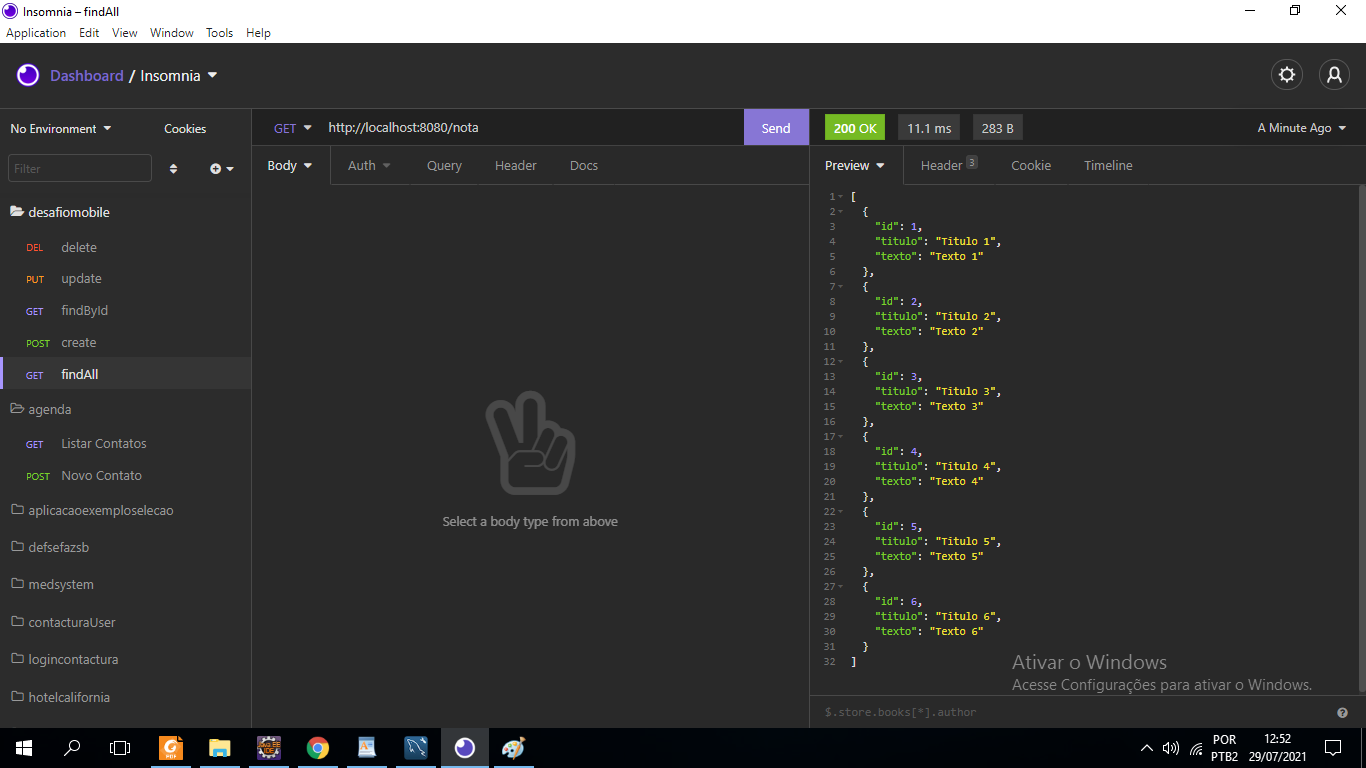 Insomnia – findAll
Application Edit View Window Tools Help
Dashboard / Insomnia
No Environment Cookies
Filter
desafiomobile
DEL delete
PUT update
GET findById
POST create
GET findAll
agenda
GET Listar Contatos
POST Novo Contato
aplicacaoexemploselecao
defsefazsb
medsystem
contacturaUser
logincontactura
hotelcalifornia
GET http://localhost:8080/nota Send
Body Auth Query Header Docs
Select a body type from above
200 OK 11.1 ms 283 B A Minute Ago
Preview Header 3 Cookie Timeline
1 [
2 {
3 "id": 1,
4 "titulo": "Titulo 1",
5 "texto": "Texto 1"
6 },
7 {
8 "id": 2,
9 "titulo": "Titulo 2",
10 "texto": "Texto 2"
11 },
12 {
13 "id": 3,
14 "titulo": "Titulo 3",
15 "texto": "Texto 3"
16 },
17 {
18 "id": 4,
19 "titulo": "Titulo 4",
20 "texto": "Texto 4"
21 },
22 {
23 "id": 5,
24 "titulo": "Titulo 5",
25 "texto": "Texto 5"
26 },
27 {
28 "id": 6,
29 "titulo": "Titulo 6",
30 "texto": "Texto 6"
31 }
32 ]
Ativar o Windows
Acesse Configurações para ativar o Windows.
$.store.books[*].author
POR 12:52
PTB2 29/07/2021